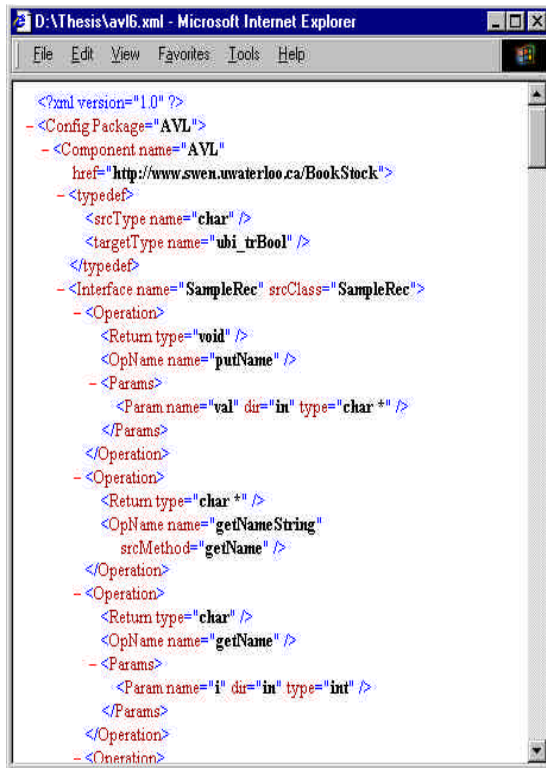 D:\Thesis\avl6.xml - Microsoft Internet Explorer
File Edit View Favorites Tools Help
<?xml version="1.0" ?>
- <Config Package="AVL">
- <Component name="AVL"
href="http://www.swen.uwaterloo.ca/BookStock">
- <typedef>
<srcType name="char" />
<targetType name="ubi_trBool" />
</typedef>
- <Interface name="SampleRec" srcClass="SampleRec">
- <Operation>
<Return type="void" />
<OpName name="putName" />
- <Params>
<Param name="val" dir="in" type="char *" />
</Params>
</Operation>
- <Operation>
<Return type="char *" />
<OpName name="getNameString"
srcMethod="getName" />
</Operation>
- <Operation>
<Return type="char" />
<OpName name="getName" />
- <Params>
<Param name="i" dir="in" type="int" />
</Params>
</Operation>
- <Operation>